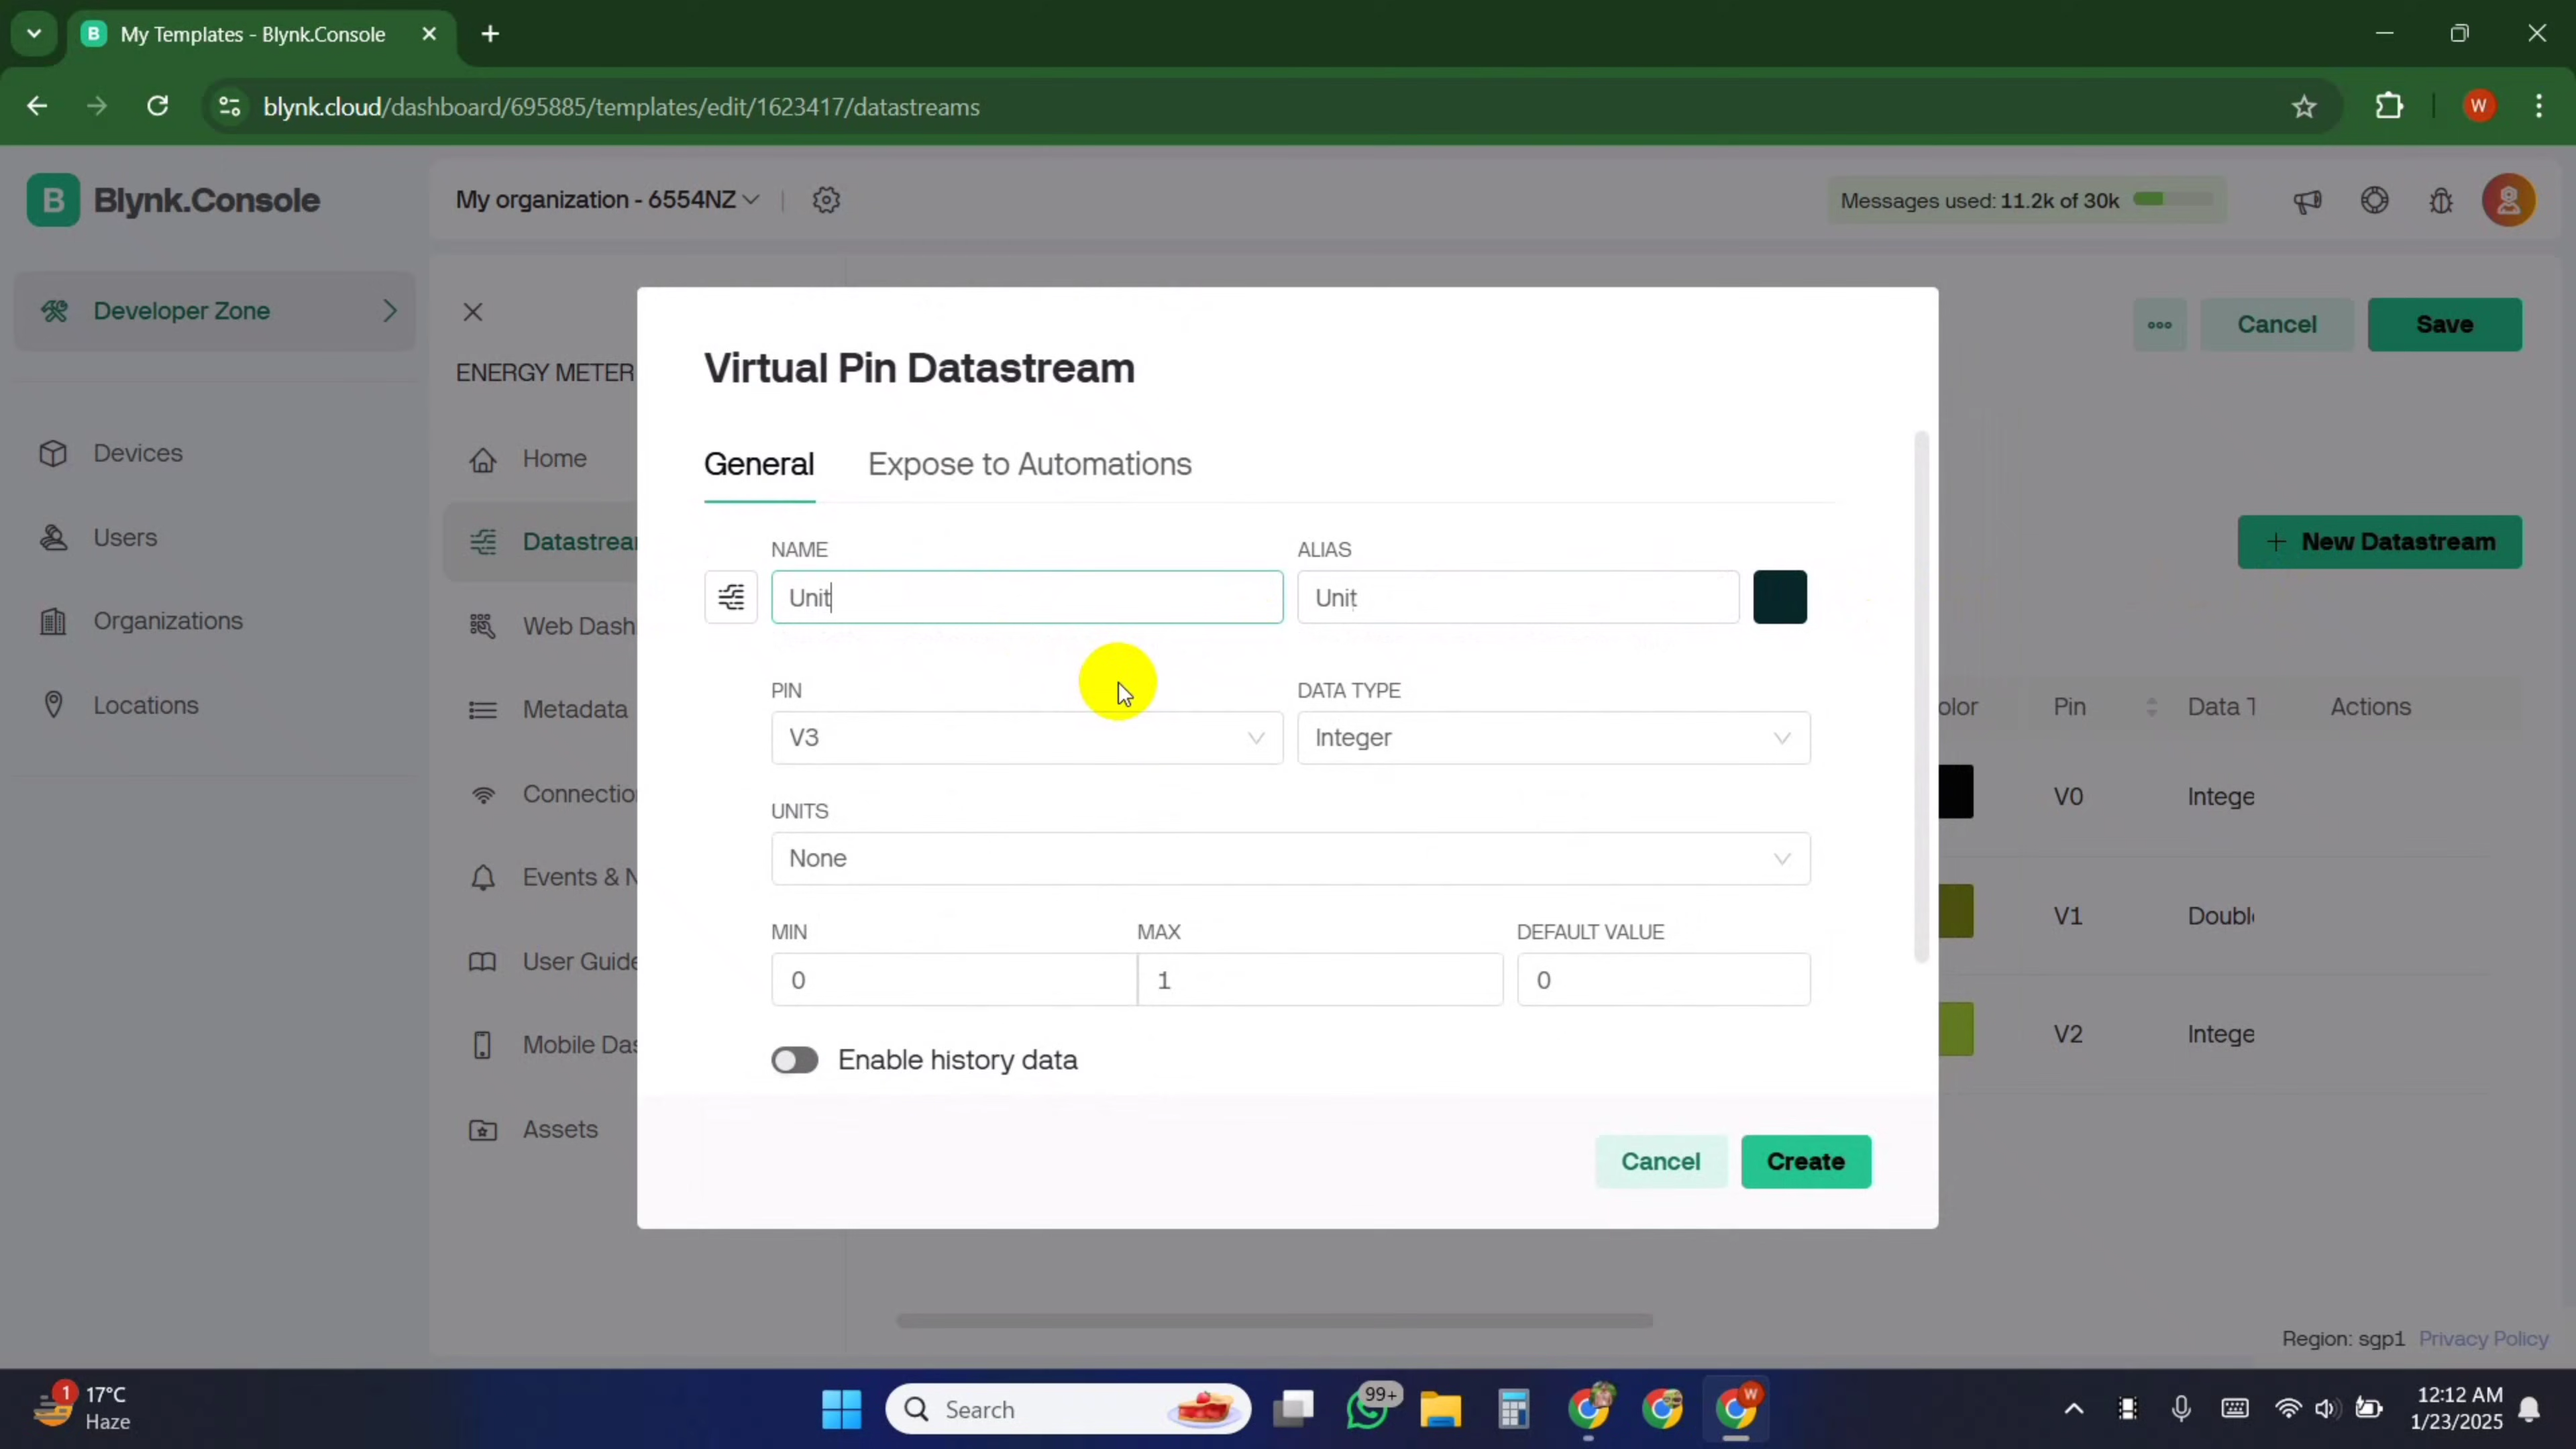 My Templates - Blynk.Console
blynk.cloud/dashboard/695885/templates/edit/1623417/datastreams
W
B
Blynk.Console
My organization - 6554NZ
Messages used: 11.2k of 30k
Developer Zone
Devices
Users
Organizations
Locations
ENERGY METER
Home
Datastrea
Web Dash
Metadata
Connectio
Events & N
User Guide
Mobile Das
Assets
Cancel
Save
New Datastream
olor
Pin
Data T
Actions
V0
Intege
V1
Doubl
V2
Intege
Virtual Pin Datastream
General
Expose to Automations
NAME
ALIAS
Unit
Unit
PIN
DATA TYPE
V3
Integer
UNITS
None
MIN
MAX
DEFAULT VALUE
0
1
0
Enable history data
Cancel
Create
Region: sgp1 Privacy Policy
1
17°C
Haze
Search
99+
W
12:12 AM
1/23/2025